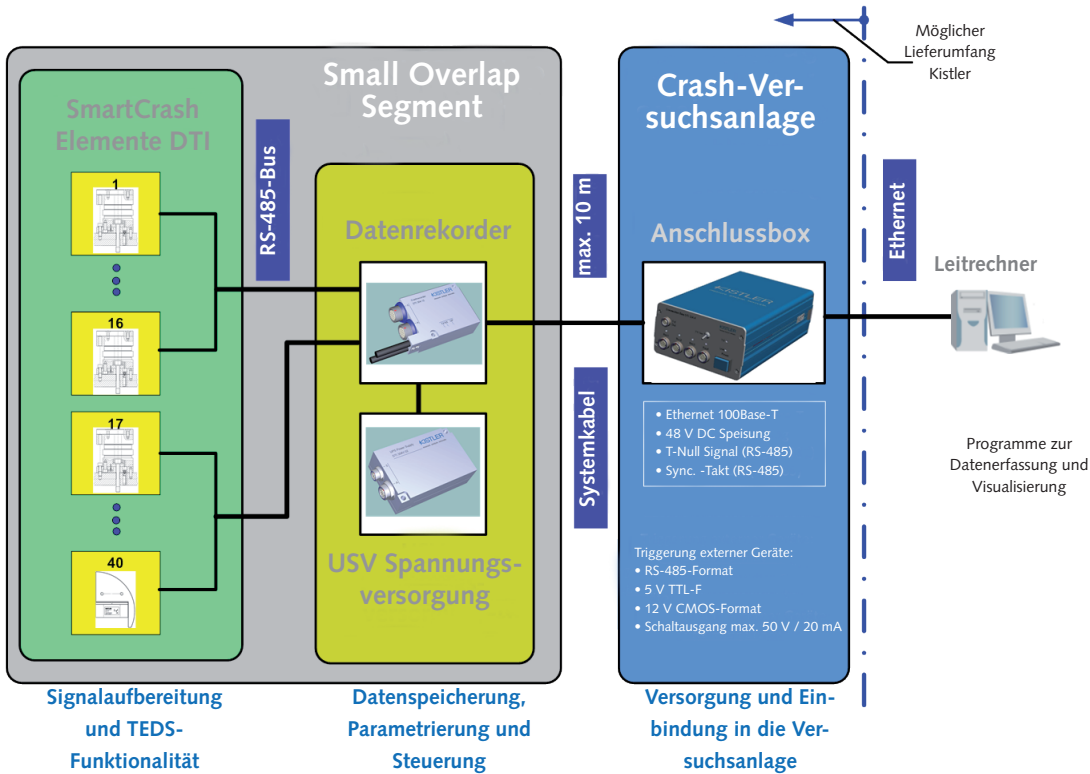 Möglicher
Lieferumfang
Kistler
Small Overlap
Segment
SmartCrash
Elemente DTI
1
16
17
40
RS-485-Bus
Datenrekorder
KISTLER
KISTLER
USV Spannungs-
versorgung
max. 10 m
Systemkabel
Crash-Ver-
suchsanlage
Anschlussbox
KISTLER
• Ethernet 100Base-T
• 48 V DC Speisung
• T-Null Signal (RS-485)
• Sync. -Takt (RS-485)
Triggerung externer Geräte:
• RS-485-Format
• 5 V TTL-F
• 12 V CMOS-Format
• Schaltausgang max. 50 V / 20 mA
Ethernet
Leitrechner
Programme zur
Datenerfassung und
Visualisierung
Signalaufbereitung
und TEDS-
Funktionalität
Datenspeicherung,
Parametrierung und
Steuerung
Versorgung und Ein-
bindung in die Ver-
suchsanlage